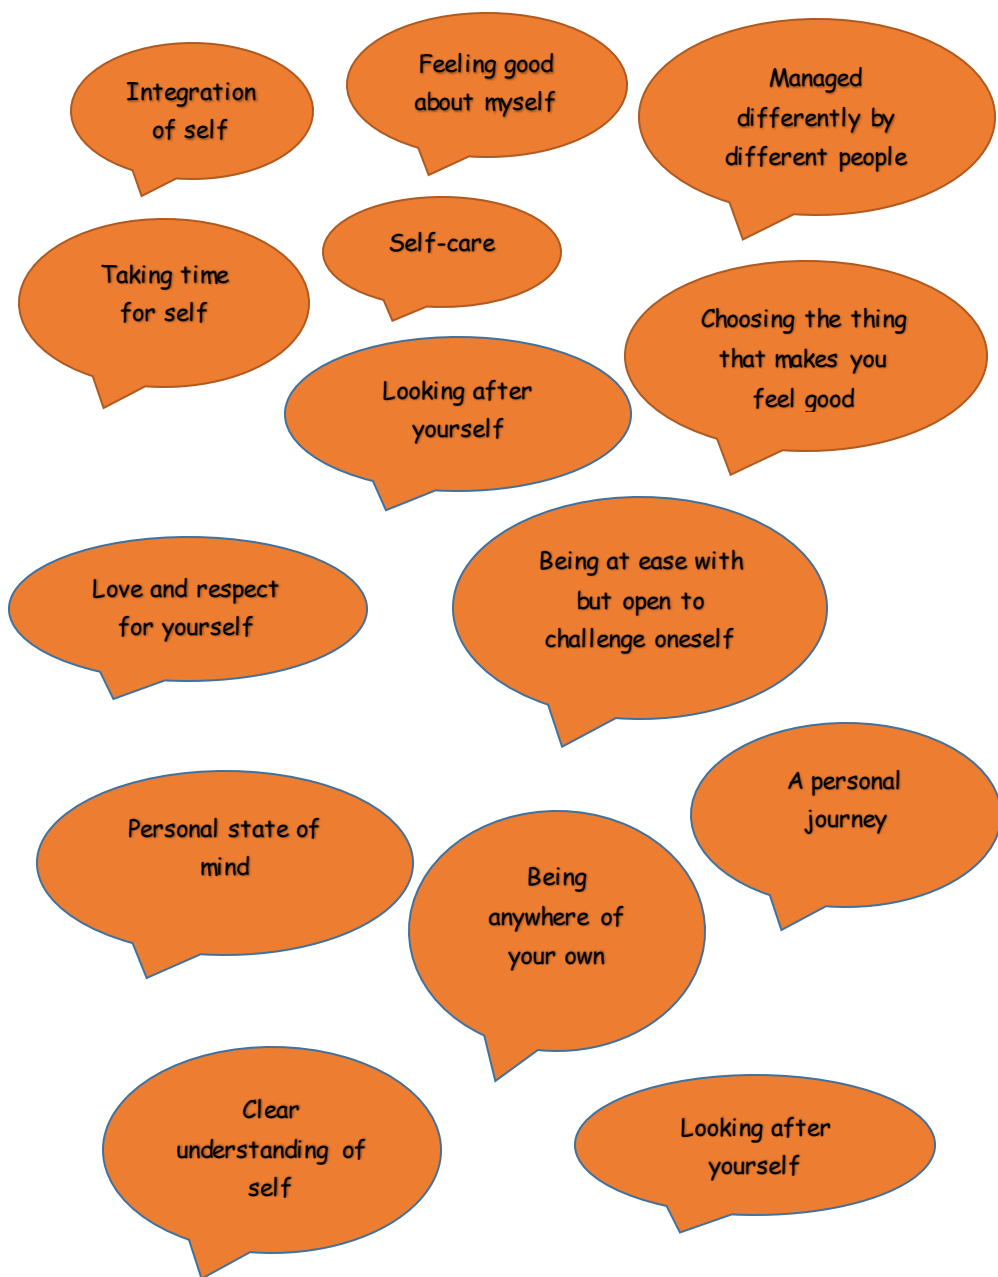 Integration
of self
Feeling good
about myself
Managed
differently by
different people
Taking time
for self
Self-care
Choosing the thing
that makes you
feel good
Looking after
yourself
Love and respect
for yourself
Being at ease with
but open to
challenge oneself
A personal
journey
Personal state of
mind
Being
anywhere of
your own
Clear
understanding of
self
Looking after
yourself